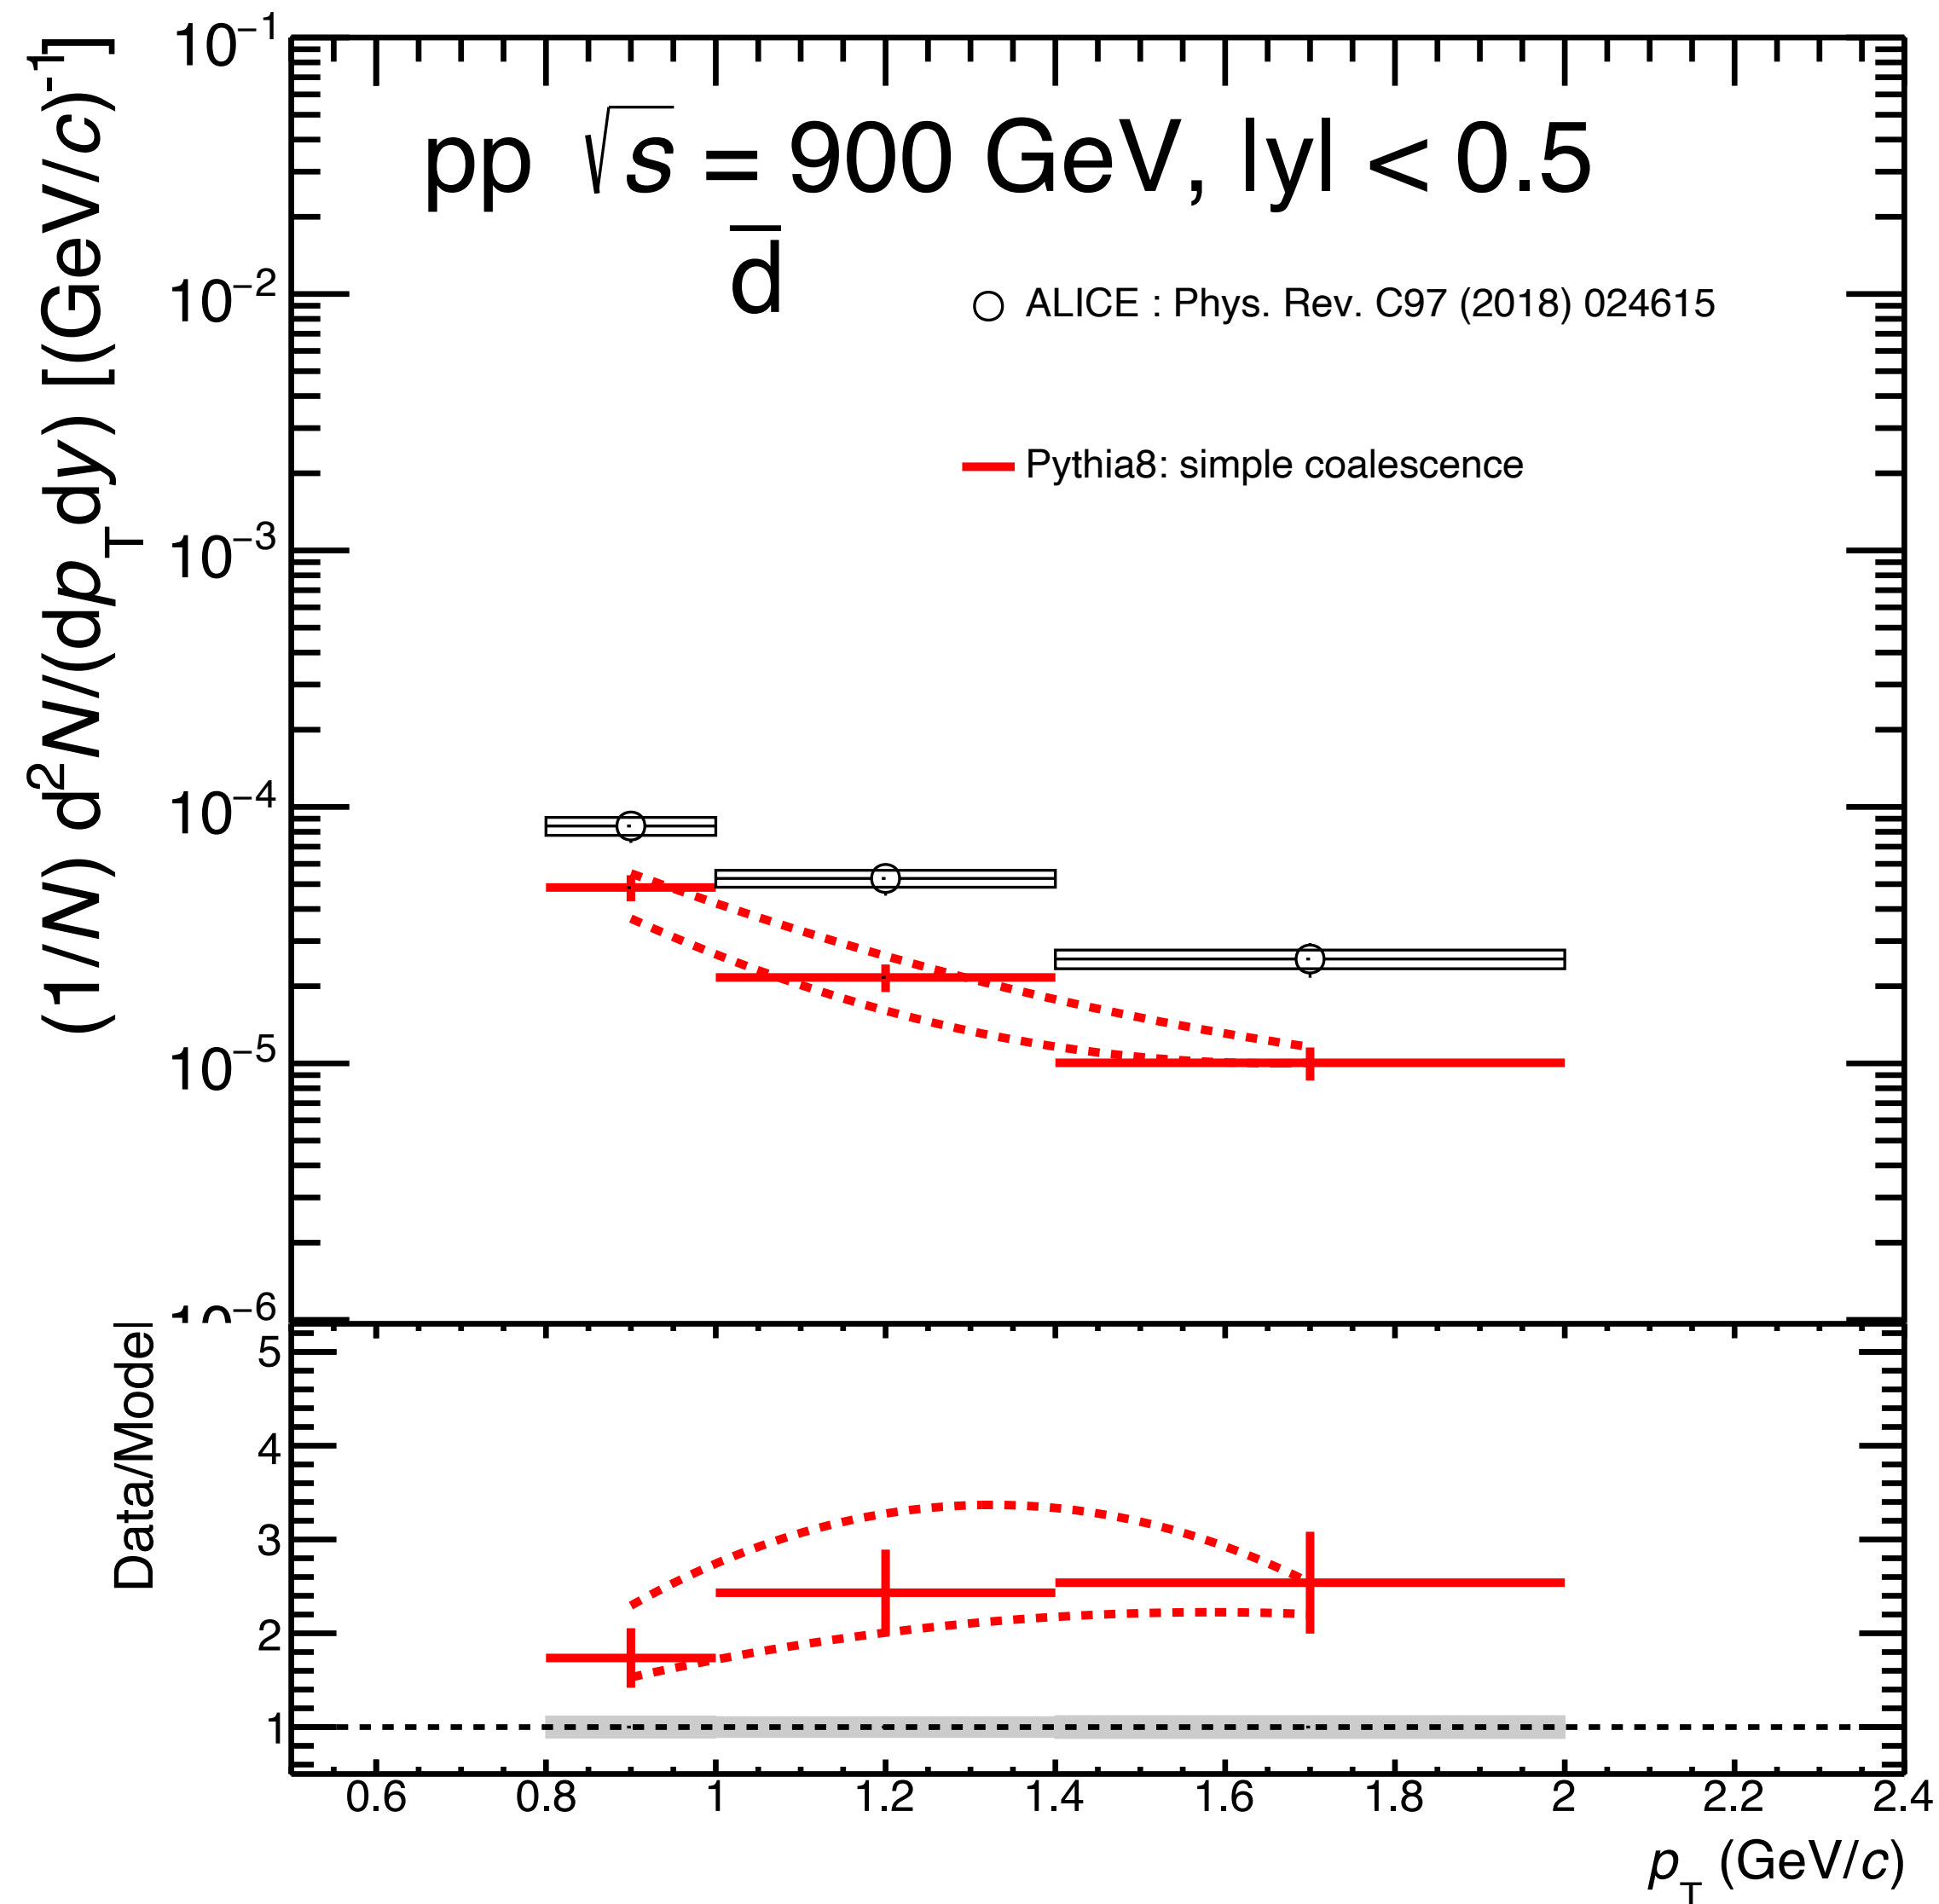 pp √s = 900 GeV, |y| < 0.5
d̅
ALICE : Phys. Rev. C97 (2018) 024615
Pythia8: simple coalescence
(1/N) d²N/(dp_T dy) [(GeV/c)⁻¹]
10⁻¹
10⁻²
10⁻³
10⁻⁴
10⁻⁵
10⁻⁶
Data/Model
5
4
3
2
1
0.6 0.8 1 1.2 1.4 1.6 1.8 2 2.2 2.4
p_T (GeV/c)